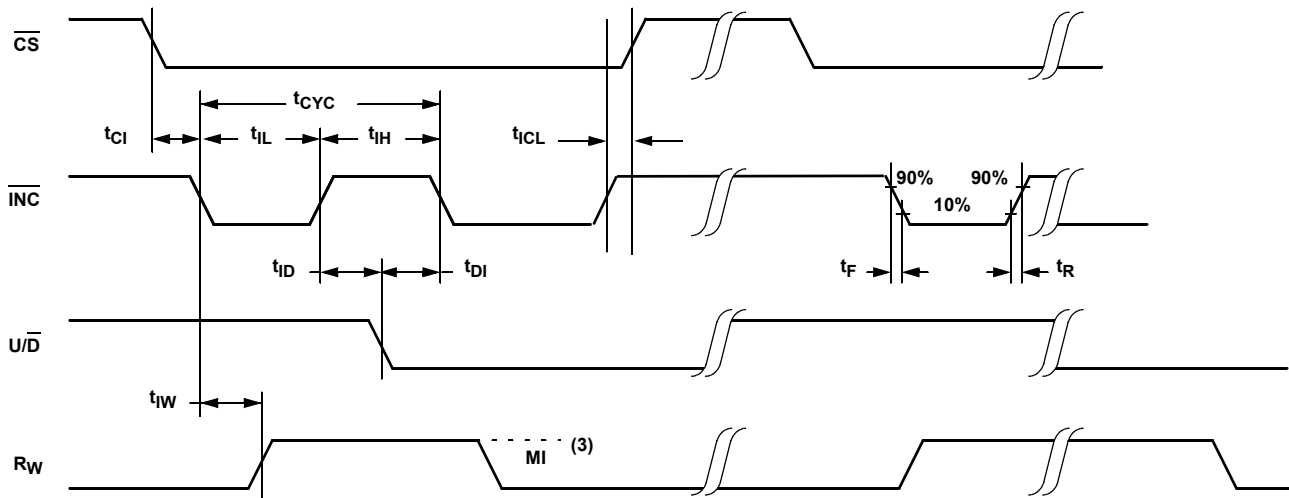 CS
tCYC
tCI tIL tIH tICL
INC
90% 90%
10%
tID tDI tF tR
U/D
tIW
(3)
MI
RW